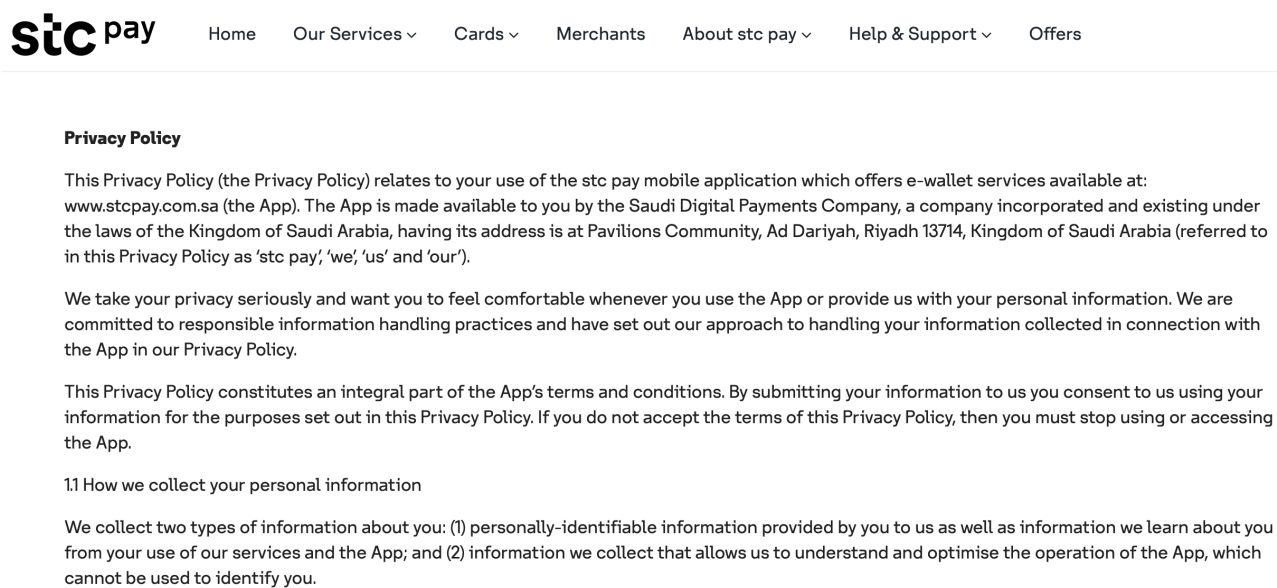 stc pay
Home Our Services Cards Merchants About stc pay Help & Support Offers
Privacy Policy
This Privacy Policy (the Privacy Policy) relates to your use of the stc pay mobile application which offers e-wallet services available at:
www.stcpay.com.sa (the App). The App is made available to you by the Saudi Digital Payments Company, a company incorporated and existing under
the laws of the Kingdom of Saudi Arabia, having its address is at Pavilions Community, Ad Dariyah, Riyadh 13714, Kingdom of Saudi Arabia (referred to
in this Privacy Policy as ‘stc pay’, ‘we’, ‘us’ and ‘our’).
We take your privacy seriously and want you to feel comfortable whenever you use the App or provide us with your personal information. We are
committed to responsible information handling practices and have set out our approach to handling your information collected in connection with
the App in our Privacy Policy.
This Privacy Policy constitutes an integral part of the App’s terms and conditions. By submitting your information to us you consent to us using your
information for the purposes set out in this Privacy Policy. If you do not accept the terms of this Privacy Policy, then you must stop using or accessing
the App.
1.1 How we collect your personal information
We collect two types of information about you: (1) personally-identifiable information provided by you to us as well as information we learn about you
from your use of our services and the App; and (2) information we collect that allows us to understand and optimise the operation of the App, which
cannot be used to identify you.